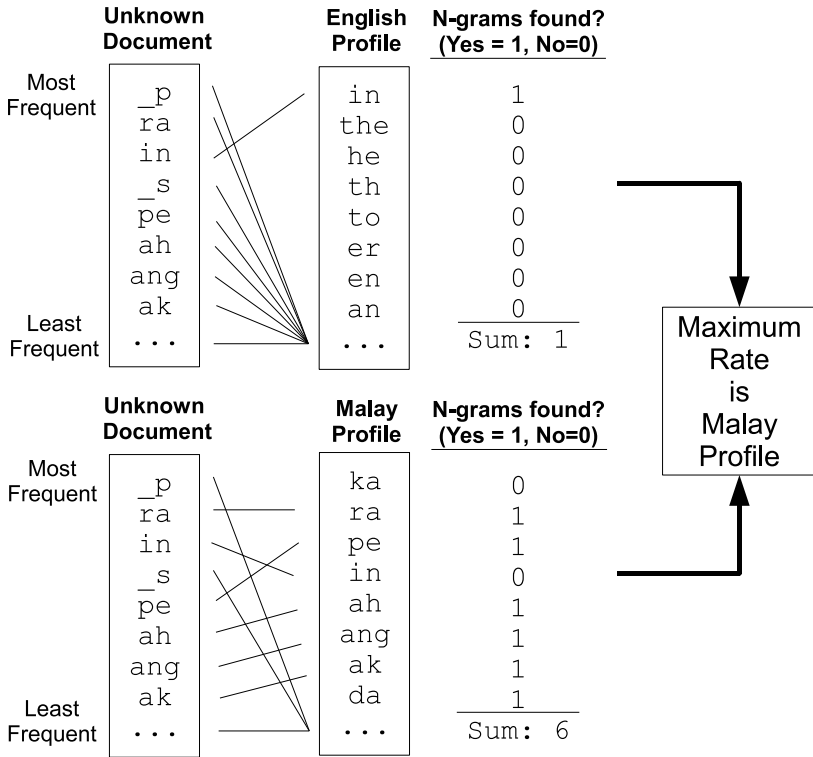 Unknown Document
English Profile
N-grams found? (Yes = 1, No=0)
Most Frequent
_p in 1
ra the 0
in he 0
_s th 0
pe to 0
ah er 0
ang en 0
ak an 0
Least Frequent
... ... Sum: 1
Maximum
Rate
is
Malay
Profile
Unknown Document
Malay Profile
N-grams found? (Yes = 1, No=0)
Most Frequent
_p ka 0
ra ra 1
in pe 1
_s in 0
pe ah 1
ah ang 1
ang ak 1
ak da 1
Least Frequent
... ... Sum: 6